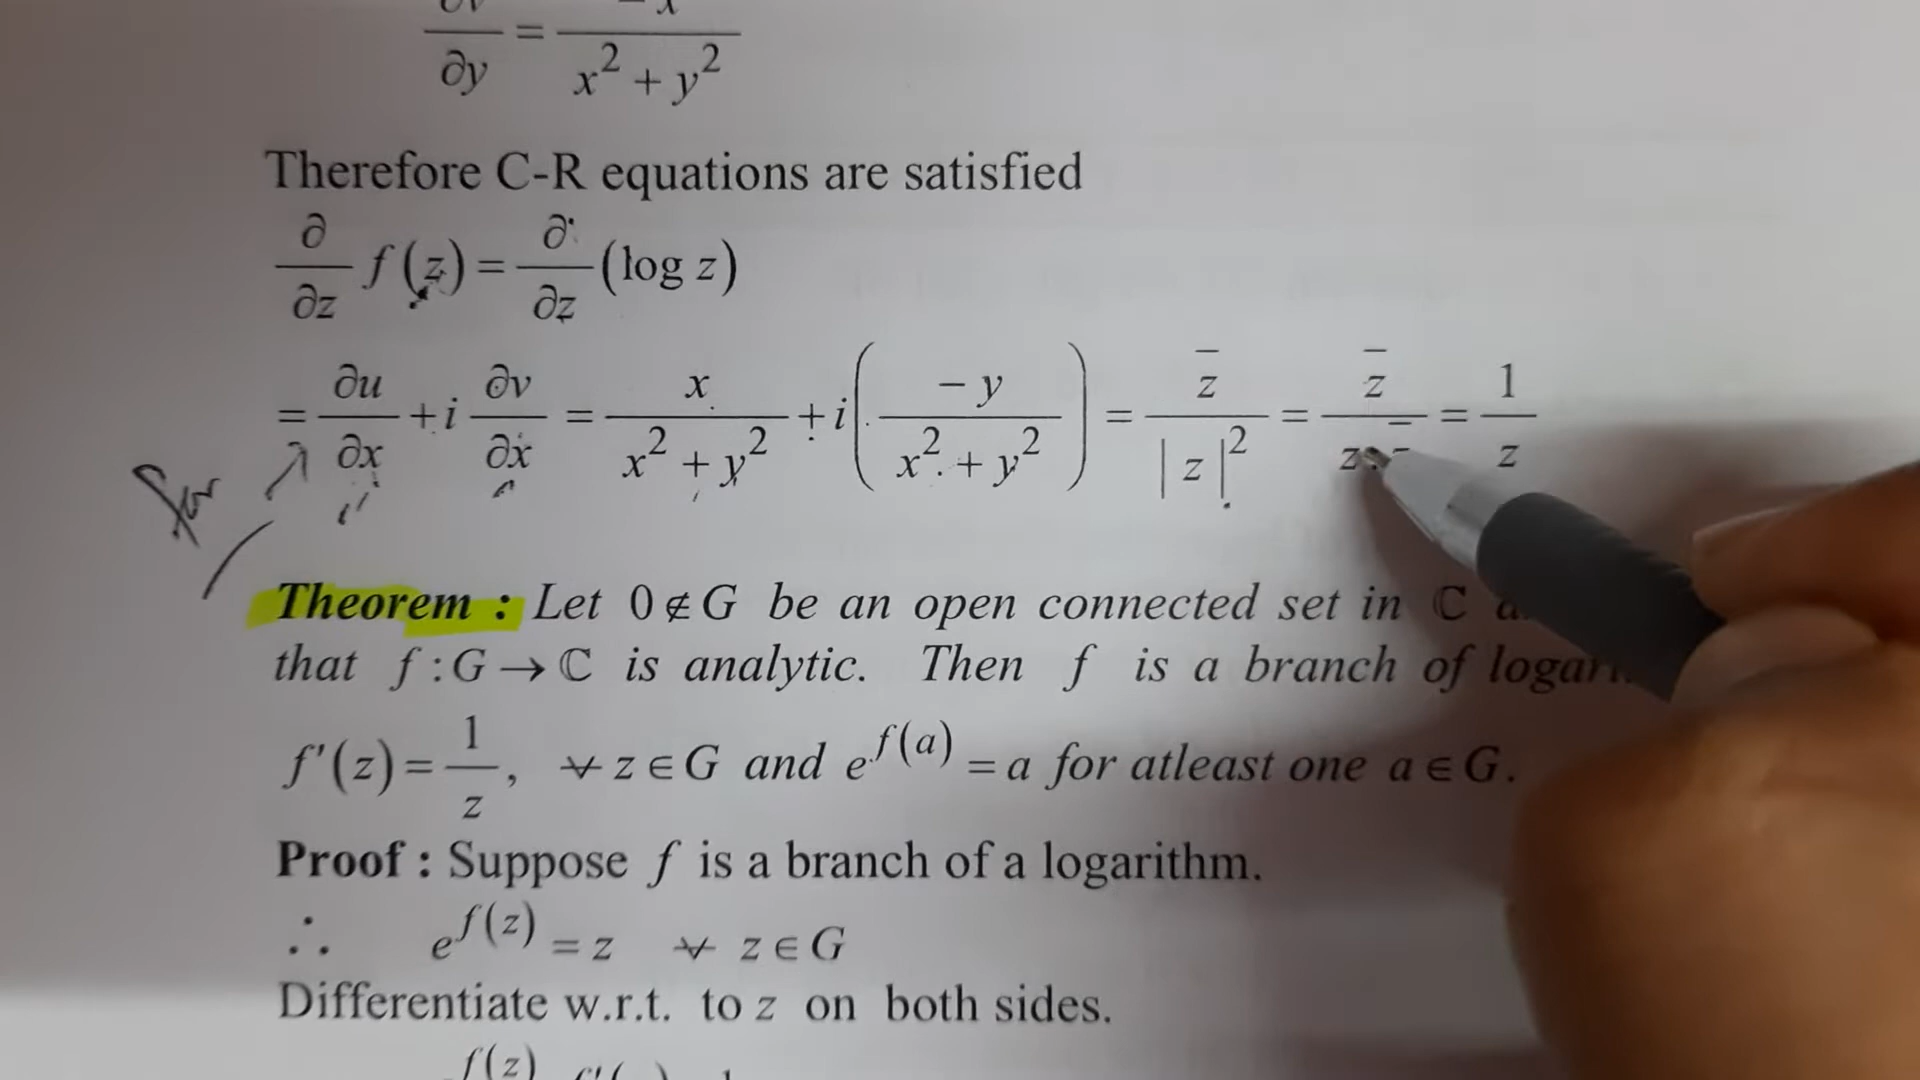 ∂y = x² + y²
Therefore C-R equations are satisfied
∂/∂z f(z) = ∂/∂z (log z)
= ∂u/∂x + i ∂v/∂x = x/(x² + y²) + i(−y/(x² + y²)) = z̄/|z|² = z̄/(z z̄) = 1/z
for
Theorem : Let 0 ∉ G be an open connected set in ℂ
that f : G → ℂ is analytic. Then f is a branch of
f'(z) = 1/z, ∀ z ∈ G and e^f(a) = a for atleast one a ∈ G.
Proof : Suppose f is a branch of a logarithm.
∴ e^f(z) = z ∀ z ∈ G
Differentiate w.r.t. to z on both sides.
f(z)